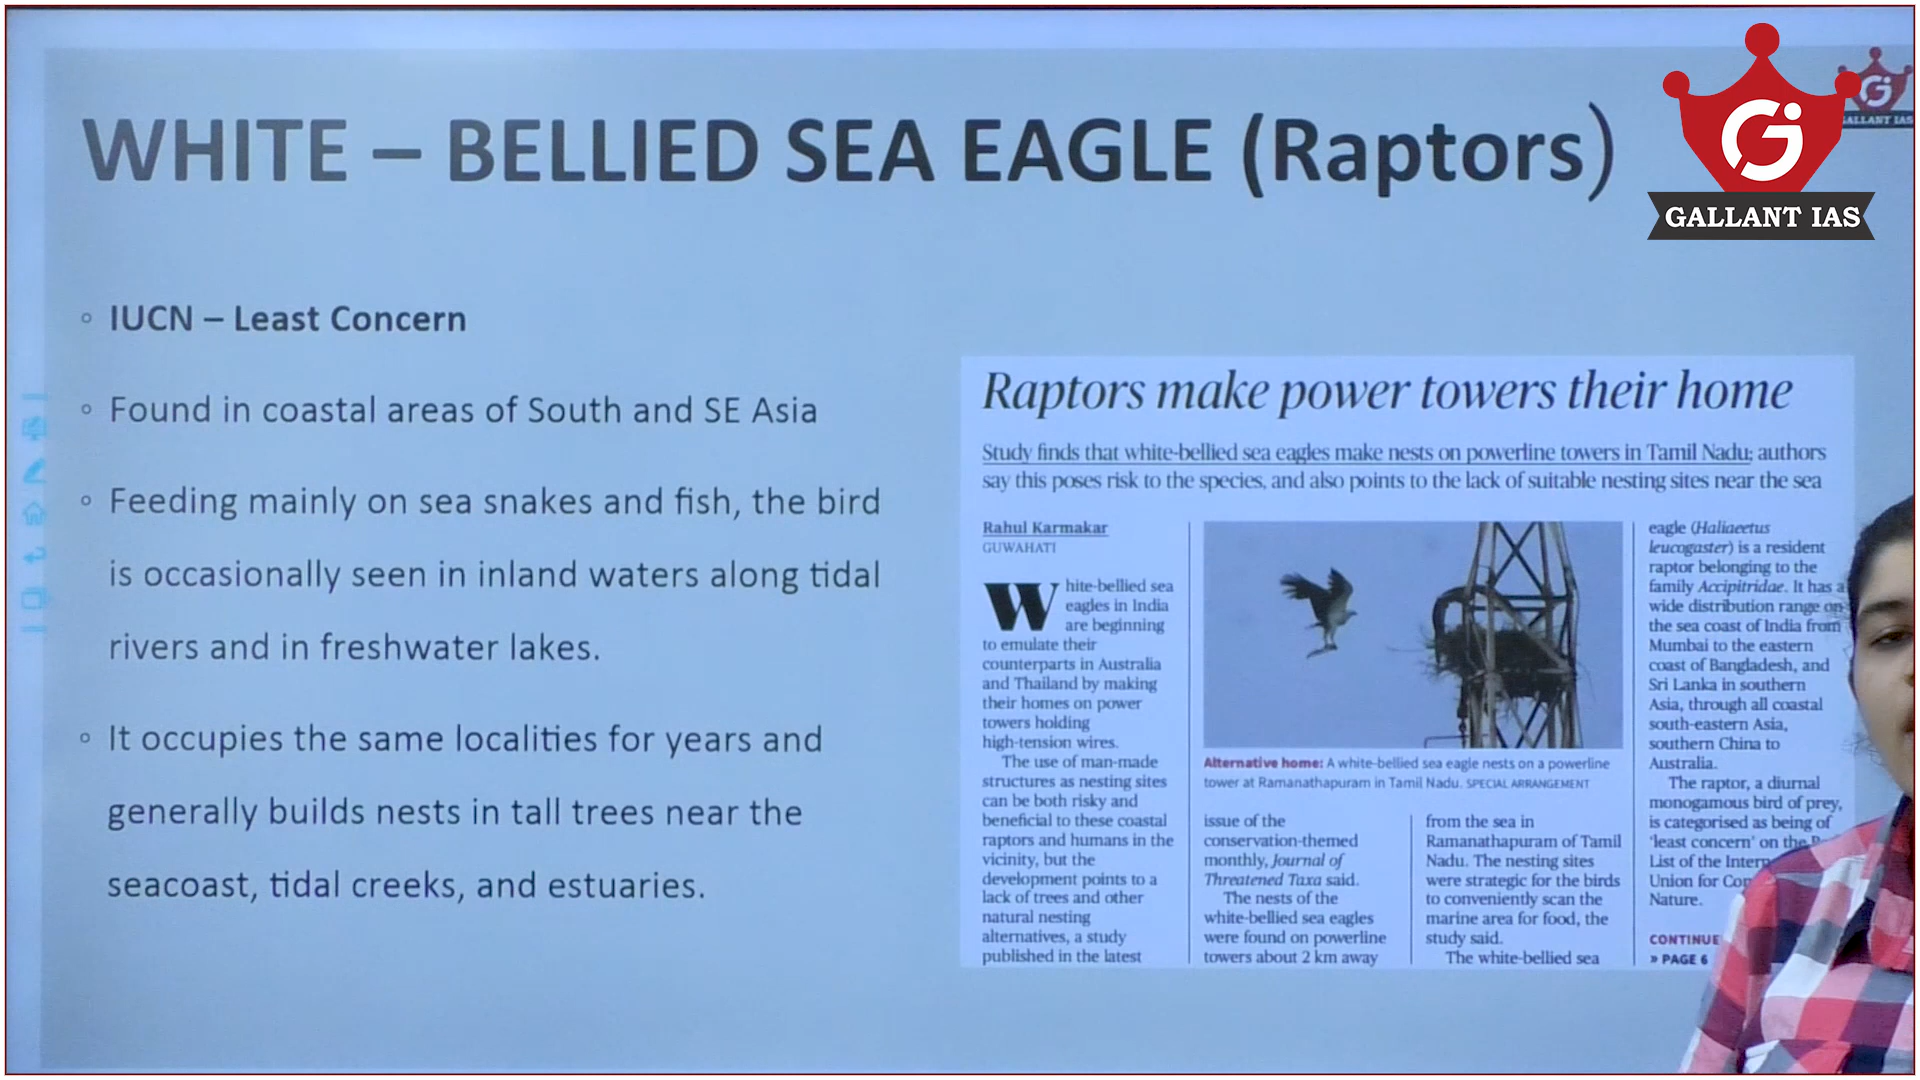 WHITE – BELLIED SEA EAGLE (Raptors)
GALLANT IAS
GALLANT IAS
IUCN – Least Concern
Found in coastal areas of South and SE Asia
Feeding mainly on sea snakes and fish, the bird
is occasionally seen in inland waters along tidal
rivers and in freshwater lakes.
It occupies the same localities for years and
generally builds nests in tall trees near the
seacoast, tidal creeks, and estuaries.
Raptors make power towers their home
Study finds that white-bellied sea eagles make nests on powerline towers in Tamil Nadu; authors
say this poses risk to the species, and also points to the lack of suitable nesting sites near the sea
Rahul Karmakar
GUWAHATI
White-bellied sea
eagles in India
are beginning
to emulate their
counterparts in Australia
and Thailand by making
their homes on power
towers holding
high-tension wires.
The use of man-made
structures as nesting sites
can be both risky and
beneficial to these coastal
raptors and humans in the
vicinity, but the
development points to a
lack of trees and other
natural nesting
alternatives, a study
published in the latest
Alternative home: A white-bellied sea eagle nests on a powerline
tower at Ramanathapuram in Tamil Nadu. SPECIAL ARRANGEMENT
issue of the
conservation-themed
monthly, Journal of
Threatened Taxa said.
The nests of the
white-bellied sea eagles
were found on powerline
towers about 2 km away
from the sea in
Ramanathapuram of Tamil
Nadu. The nesting sites
were strategic for the birds
to conveniently scan the
marine area for food, the
study said.
The white-bellied sea
eagle (Haliaeetus
leucogaster) is a resident
raptor belonging to the
family Accipitridae. It has a
wide distribution range on
the sea coast of India from
Mumbai to the eastern
coast of Bangladesh, and
Sri Lanka in southern
Asia, through all coastal
south-eastern Asia,
southern China to
Australia.
The raptor, a diurnal
monogamous bird of prey,
is categorised as being of
'least concern' on the
List of the
Union for
Nature.
CONTINUE
» PAGE 6